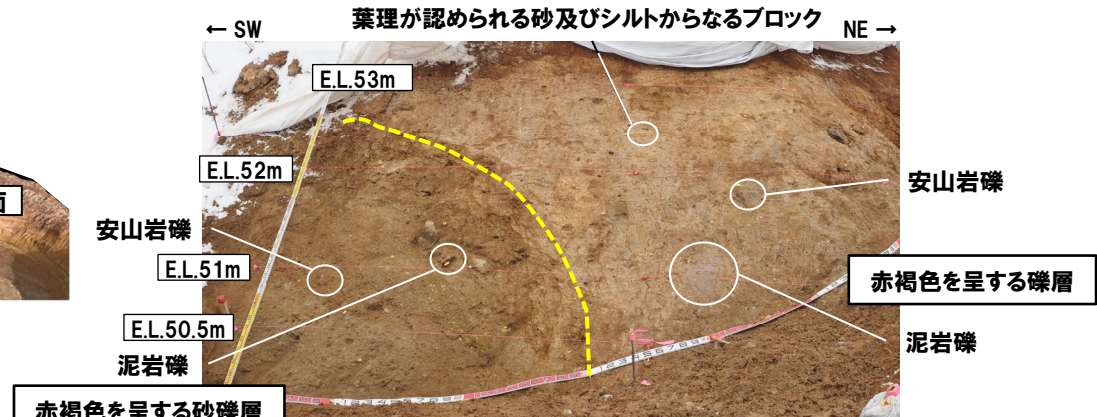 葉理が認められる砂及びシルトからなるブロック
← SW
NE →
E.L.53m
E.L.52m
安山岩礫
面
安山岩礫
E.L.51m
赤褐色を呈する礫層
E.L.50.5m
泥岩礫
泥岩礫
赤褐色を呈する砂礫層